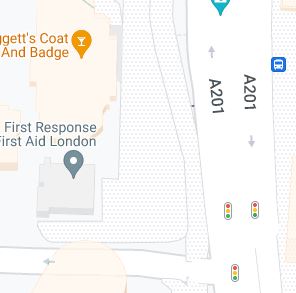 ggett's Coat
And Badge
A201
A201
First Response
First Aid London